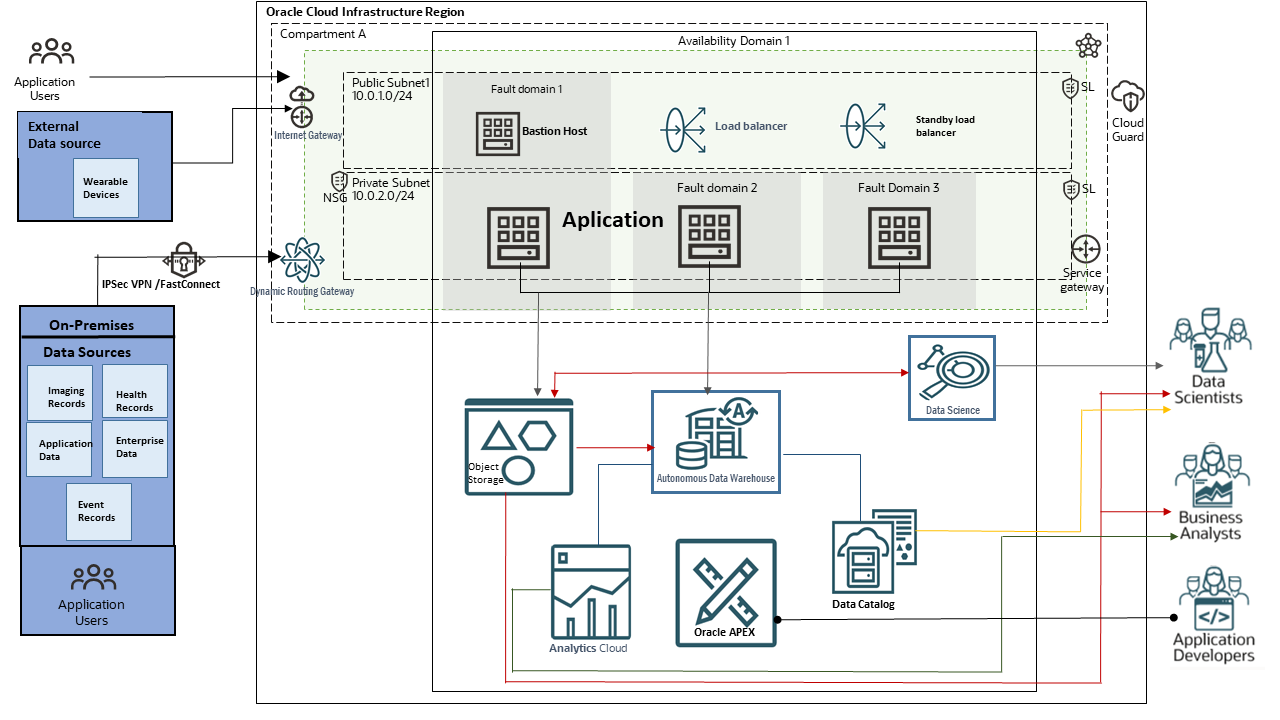 Oracle Cloud Infrastructure Region
Compartment A
Availability Domain 1
Application
Users
External
Data source
Wearable
Devices
Internet Gateway
Public Subnet1
10.0.1.0/24
Fault domain 1
Bastion Host
Load balancer
Standby load
balancer
SL
Cloud
Guard
NSG
Private Subnet
10.0.2.0/24
Aplication
Fault domain 2
Fault Domain 3
SL
Service
gateway
IPSec VPN /FastConnect
Dynamic Routing Gateway
On-Premises
Data Sources
Imaging
Records
Health
Records
Application
Data
Enterprise
Data
Event
Records
Application
Users
Object
Storage
Autonomous Data Warehouse
Data Science
Data
Scientists
Business
Analysts
Analytics Cloud
Oracle APEX
A
Data Catalog
</>
Application
Developers